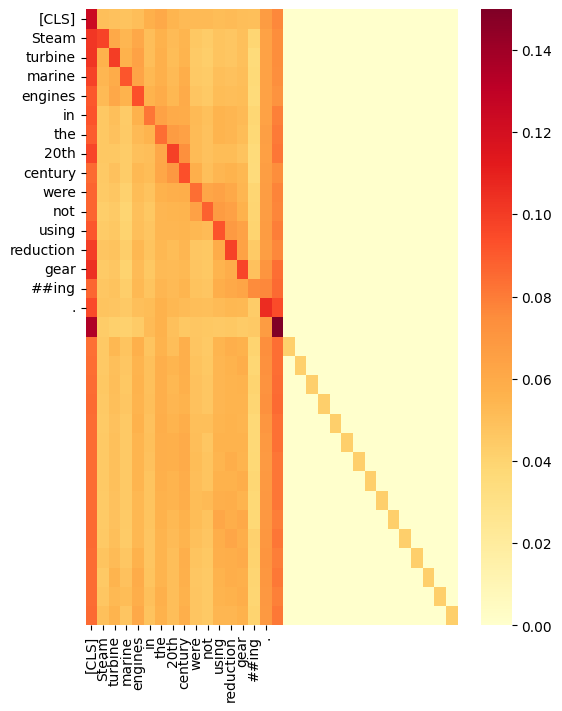 [CLS]
Steam
turbine
marine
engines
in
the
20th
century
were
not
using
reduction
gear
##ing
.
[CLS]
Steam
turbine
marine
engines
in
the
20th
century
were
not
using
reduction
gear
##ing
.
0.14
0.12
0.10
0.08
0.06
0.04
0.02
0.00